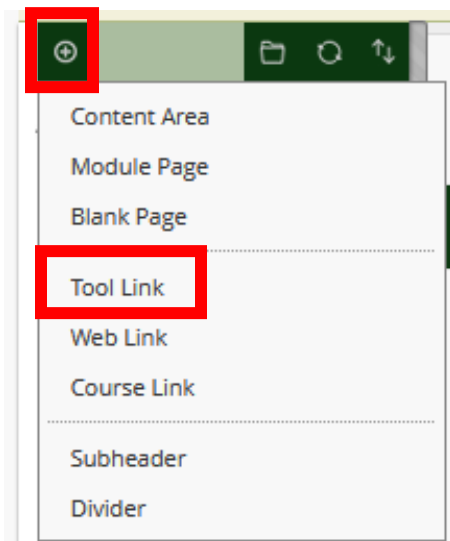 Content Area
Module Page
Blank Page
Tool Link
Web Link
Course Link
Subheader
Divider